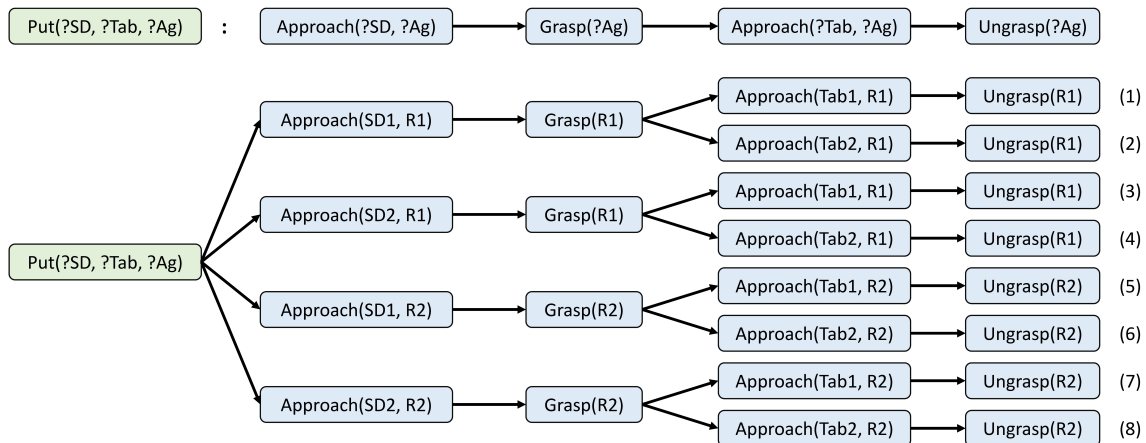 Put(?SD, ?Tab, ?Ag) : Approach(?SD, ?Ag) Grasp(?Ag) Approach(?Tab, ?Ag) Ungrasp(?Ag)
Approach(Tab1, R1) Ungrasp(R1) (1)
Approach(SD1, R1) Grasp(R1)
Approach(Tab2, R1) Ungrasp(R1) (2)
Approach(Tab1, R1) Ungrasp(R1) (3)
Approach(SD2, R1) Grasp(R1)
Approach(Tab2, R1) Ungrasp(R1) (4)
Put(?SD, ?Tab, ?Ag)
Approach(Tab1, R2) Ungrasp(R2) (5)
Approach(SD1, R2) Grasp(R2)
Approach(Tab2, R2) Ungrasp(R2) (6)
Approach(Tab1, R2) Ungrasp(R2) (7)
Approach(SD2, R2) Grasp(R2)
Approach(Tab2, R2) Ungrasp(R2) (8)